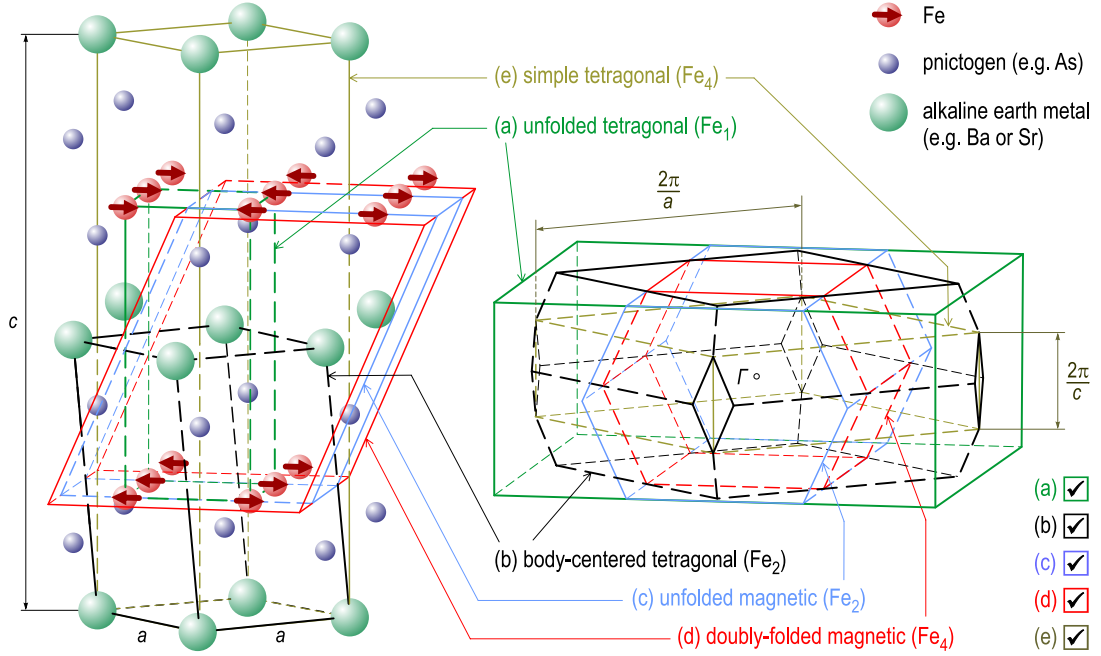 Fe
pnictogen (e.g. As)
alkaline earth metal
(e.g. Ba or Sr)
(e) simple tetragonal (Fe4)
(a) unfolded tetragonal (Fe1)
2π
a
c
Γ
2π
c
(b) body-centered tetragonal (Fe2)
(c) unfolded magnetic (Fe2)
(d) doubly-folded magnetic (Fe4)
a
a
(a) ✔
(b) ✔
(c) ✔
(d) ✔
(e) ✔